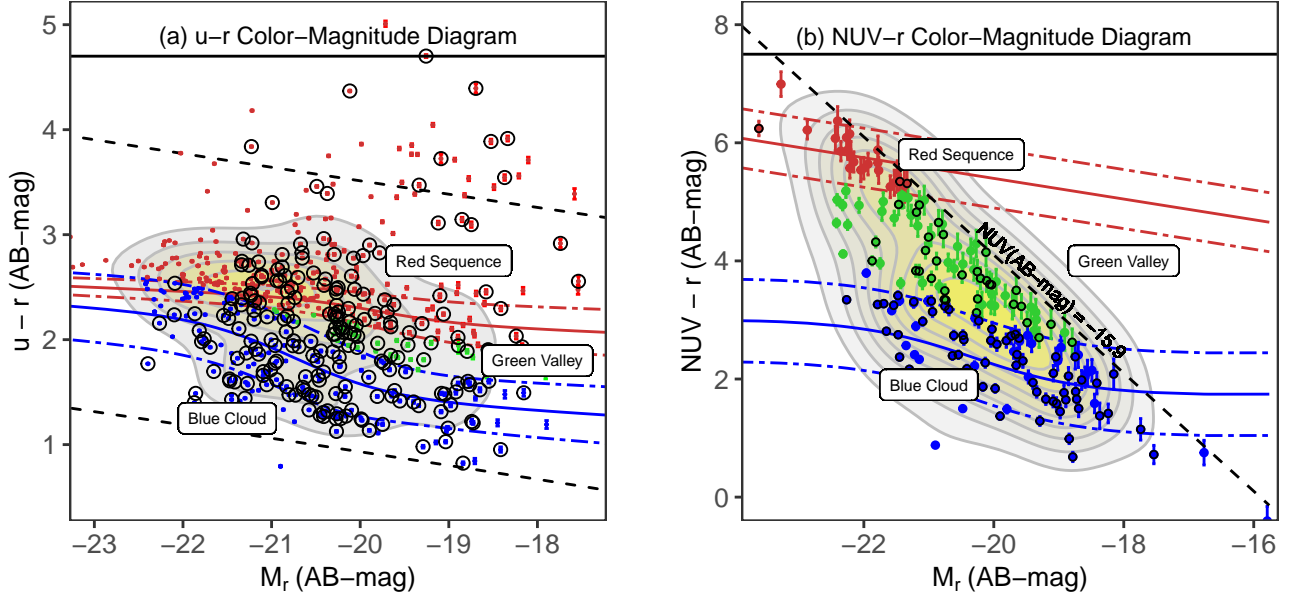 (a) u−r Color−Magnitude Diagram
5
4
3
2
1
u − r (AB−mag)
Red Sequence
Green Valley
Blue Cloud
−23 −22 −21 −20 −19 −18
M_r (AB−mag)
(b) NUV−r Color−Magnitude Diagram
8
6
4
2
0
NUV − r (AB−mag)
Red Sequence
Green Valley
NUV(AB−mag) = −15.9
Blue Cloud
−22 −20 −18 −16
M_r (AB−mag)